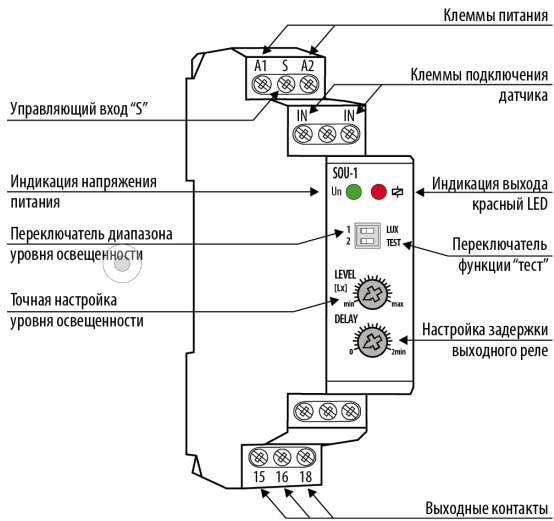 Клеммы питания
A1 S A2
Клеммы подключения
датчика
Управляющий вход “S”
IN IN
SOU-1
Un
Индикация напряжения
питания
Индикация выхода
красный LED
Переключатель диапазона
уровня освещенности
1 LUX
2 TEST
Переключатель
функции “тест”
LEVEL
[Lx]
min max
Точная настройка
уровня освещенности
DELAY
0 2min
Настройка задержки
выходного реле
15 16 18
Выходные контакты